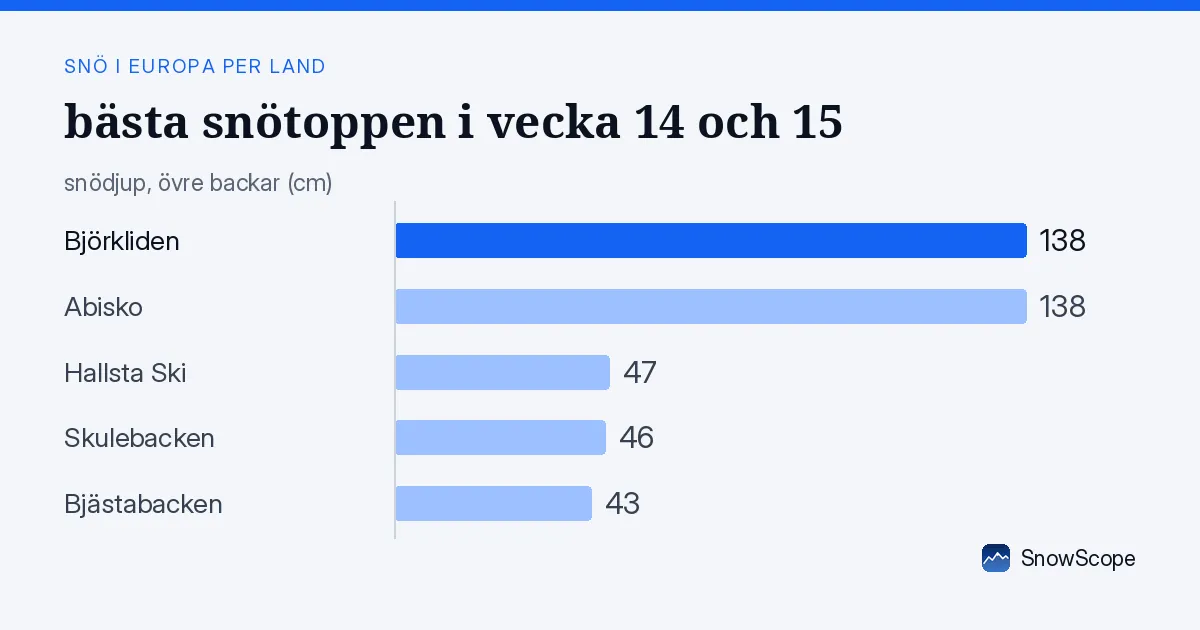 SNÖ I EUROPA PER LAND
bästa snötoppen i vecka 14 och 15
snödjup, övre backar (cm)
Björkliden 138
Abisko 138
Hallsta Ski 47
Skulebacken 46
Bjästabacken 43
SnowScope